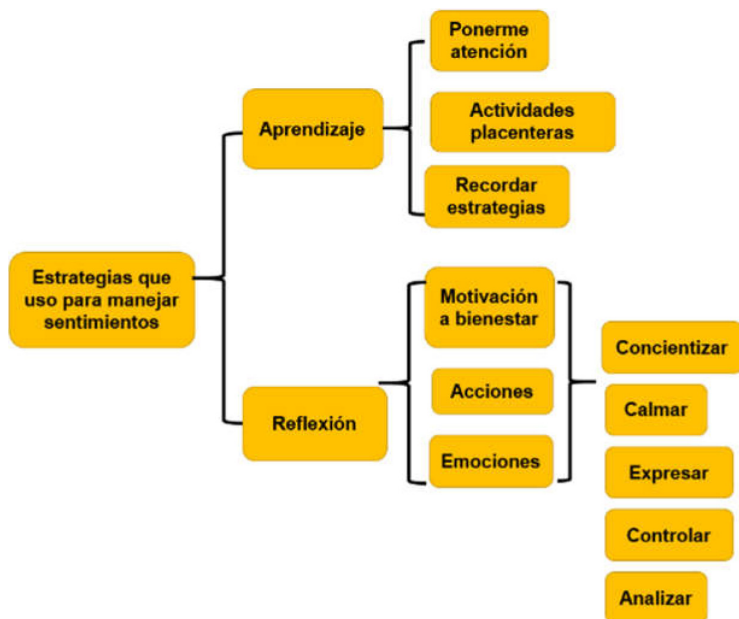 Estrategias que
uso para manejar
sentimientos
Aprendizaje
Ponerme
atención
Actividades
placenteras
Recordar
estrategias
Reflexión
Motivación
a bienestar
Acciones
Emociones
Concientizar
Calmar
Expresar
Controlar
Analizar